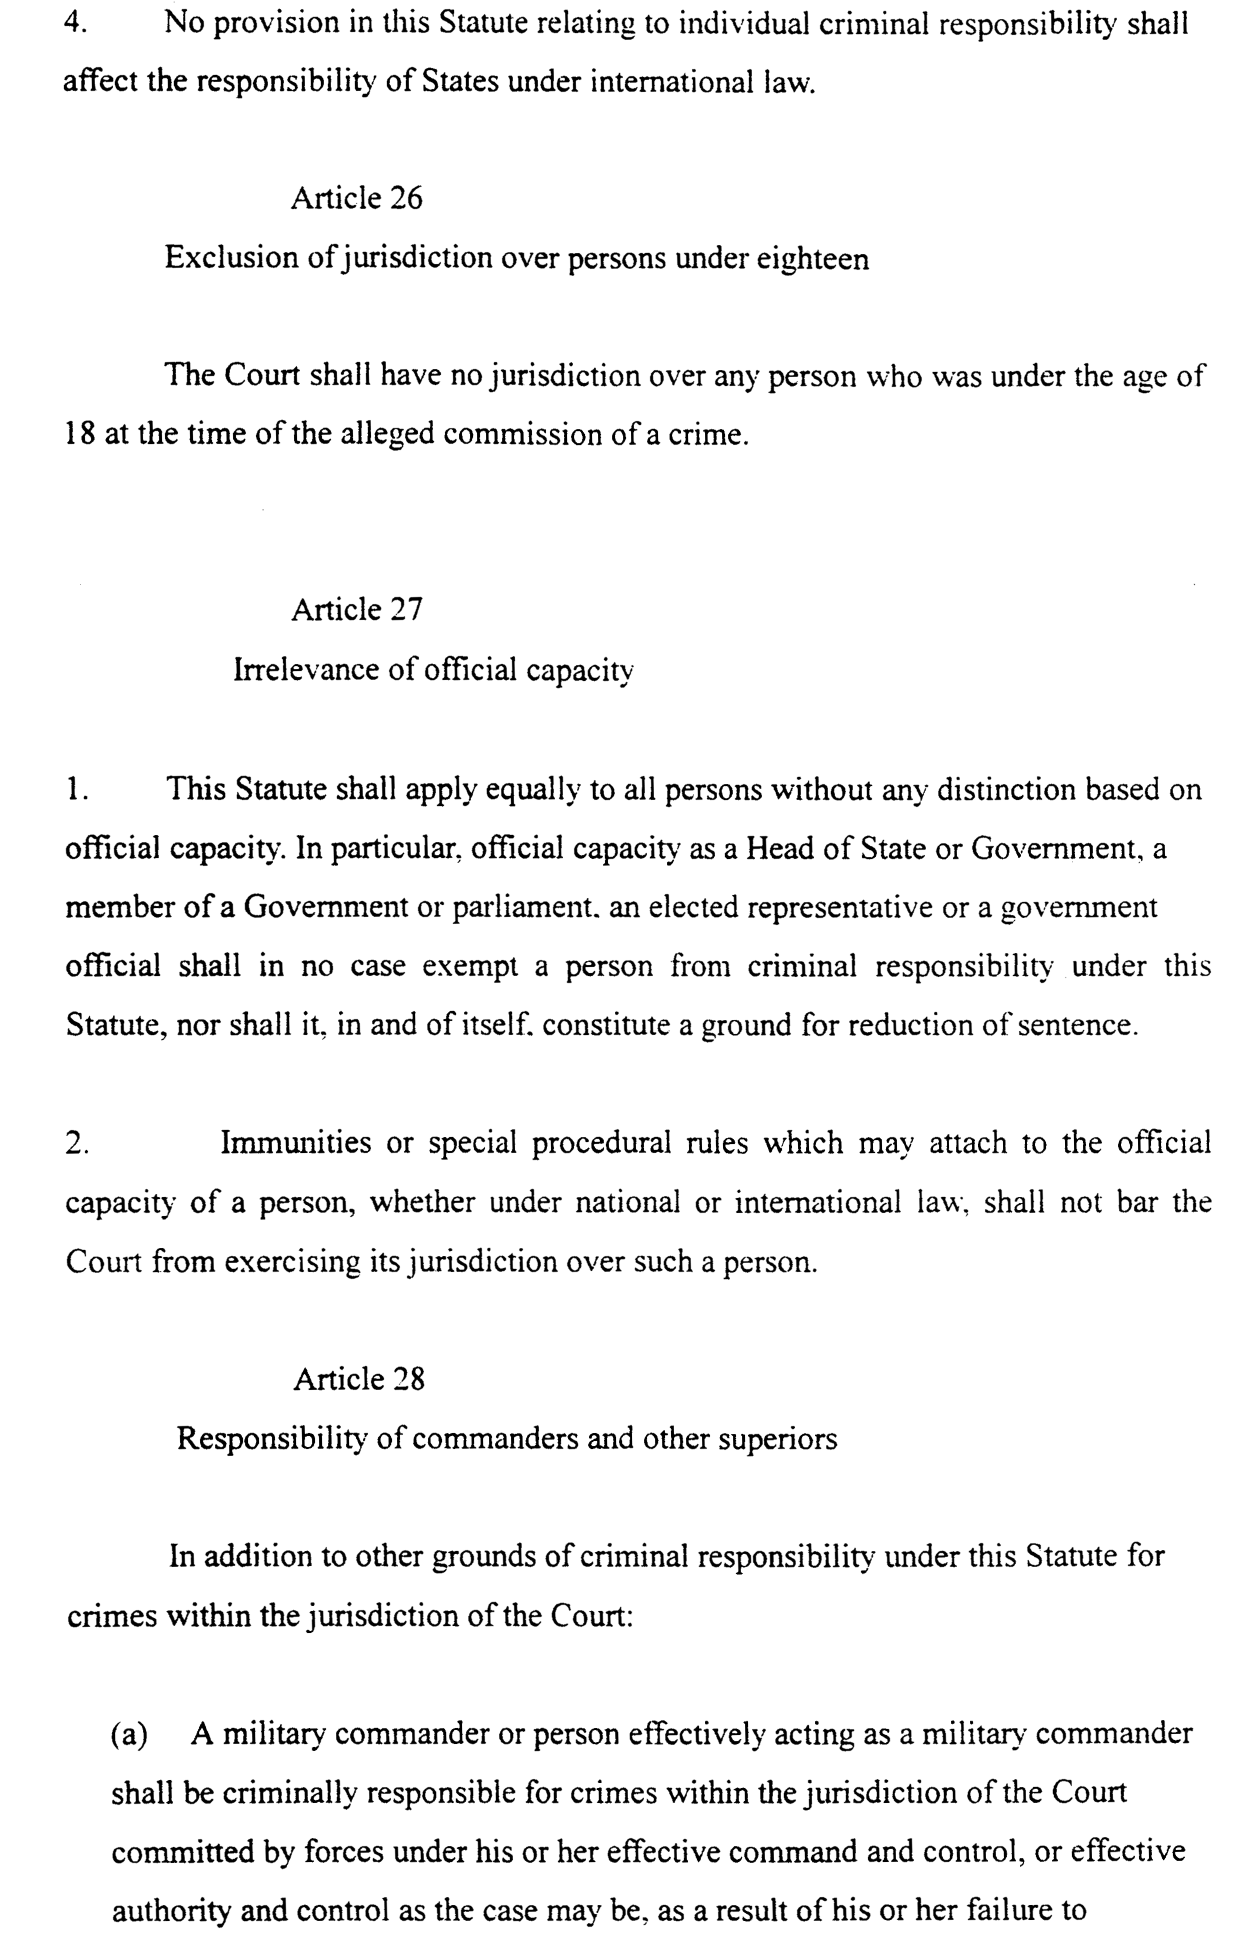 4. No provision in this Statute relating to individual criminal responsibility shall
affect the responsibility of States under international law.
Article 26
Exclusion of jurisdiction over persons under eighteen
The Court shall have no jurisdiction over any person who was under the age of
18 at the time of the alleged commission of a crime.
Article 27
Irrelevance of official capacity
1. This Statute shall apply equally to all persons without any distinction based on
official capacity. In particular, official capacity as a Head of State or Government, a
member of a Government or parliament, an elected representative or a government
official shall in no case exempt a person from criminal responsibility under this
Statute, nor shall it, in and of itself, constitute a ground for reduction of sentence.
2. Immunities or special procedural rules which may attach to the official
capacity of a person, whether under national or international law, shall not bar the
Court from exercising its jurisdiction over such a person.
Article 28
Responsibility of commanders and other superiors
In addition to other grounds of criminal responsibility under this Statute for
crimes within the jurisdiction of the Court:
(a) A military commander or person effectively acting as a military commander
shall be criminally responsible for crimes within the jurisdiction of the Court
committed by forces under his or her effective command and control, or effective
authority and control as the case may be, as a result of his or her failure to